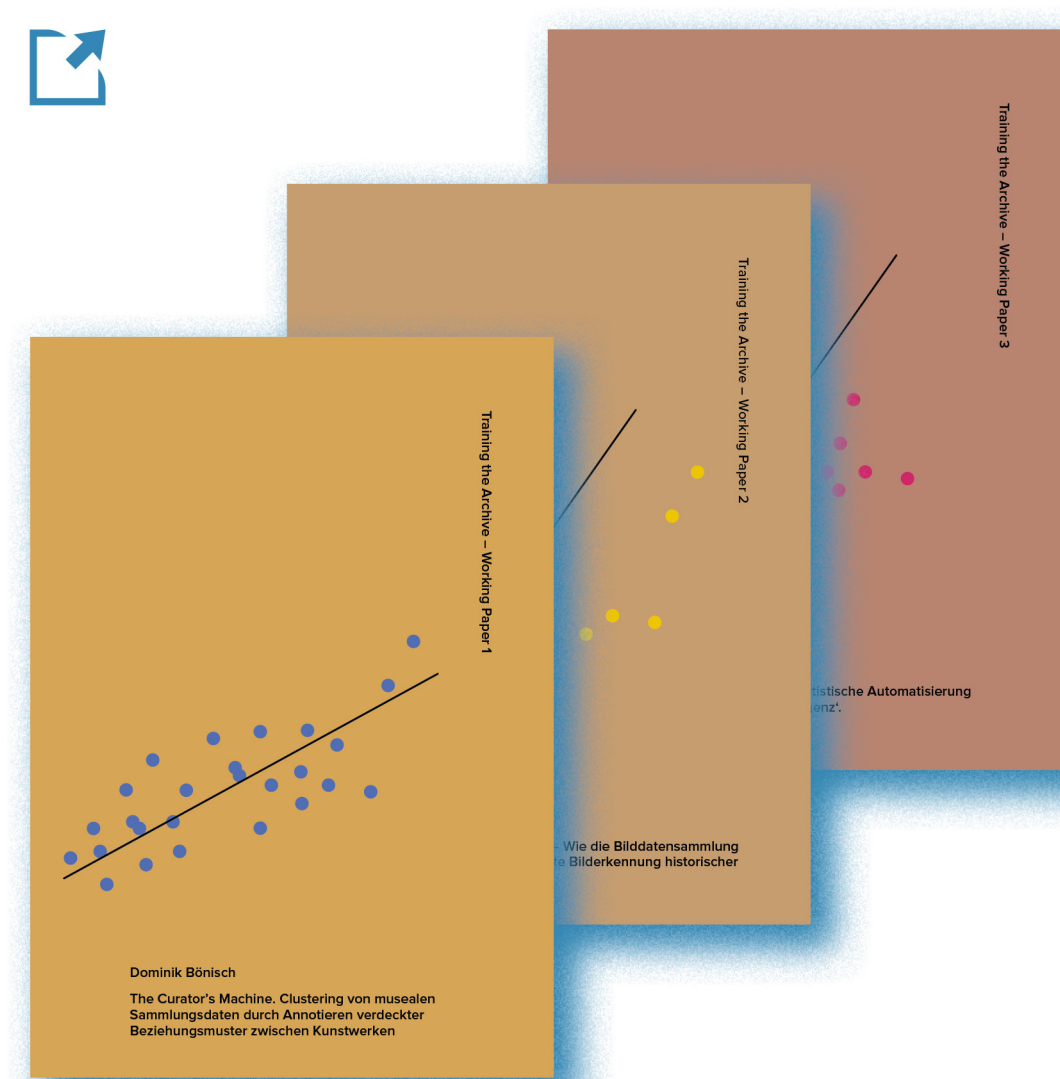 Training the Archive – Working Paper 3
Training the Archive – Working Paper 2
Training the Archive – Working Paper 1
Automatisierung
- Wie die Bilddatensammlung
Bilderkennung historischer
Dominik Bönisch
The Curator's Machine. Clustering von musealen
Sammlungsdaten durch Annotieren verdeckter
Beziehungsmuster zwischen Kunstwerken